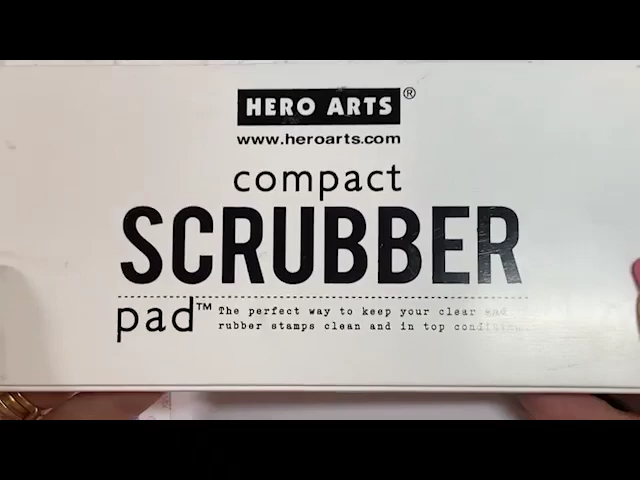 HERO ARTS®
www.heroarts.com
compact
SCRUBBER
pad™
The perfect way to keep your clear and
rubber stamps clean and in top